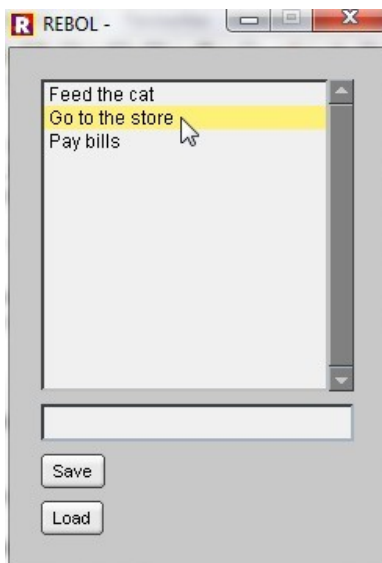 R REBOL -
Feed the cat
Go to the store
Pay bills
Save
Load